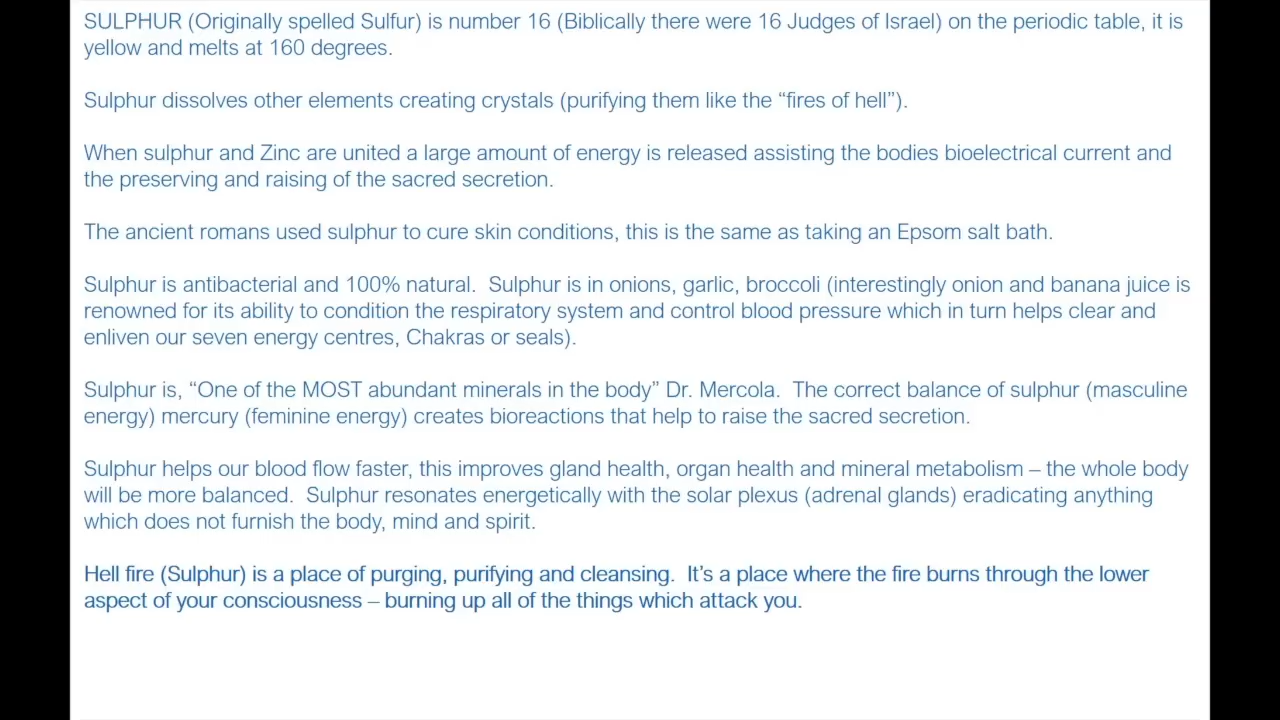 SULPHUR (Originally spelled Sulfur) is number 16 (Biblically there were 16 Judges of Israel) on the periodic table, it is
yellow and melts at 160 degrees.
Sulphur dissolves other elements creating crystals (purifying them like the “fires of hell”).
When sulphur and Zinc are united a large amount of energy is released assisting the bodies bioelectrical current and
the preserving and raising of the sacred secretion.
The ancient romans used sulphur to cure skin conditions, this is the same as taking an Epsom salt bath.
Sulphur is antibacterial and 100% natural.  Sulphur is in onions, garlic, broccoli (interestingly onion and banana juice is
renowned for its ability to condition the respiratory system and control blood pressure which in turn helps clear and
enliven our seven energy centres, Chakras or seals).
Sulphur is, “One of the MOST abundant minerals in the body” Dr. Mercola.  The correct balance of sulphur (masculine
energy) mercury (feminine energy) creates bioreactions that help to raise the sacred secretion.
Sulphur helps our blood flow faster, this improves gland health, organ health and mineral metabolism – the whole body
will be more balanced.  Sulphur resonates energetically with the solar plexus (adrenal glands) eradicating anything
which does not furnish the body, mind and spirit.
Hell fire (Sulphur) is a place of purging, purifying and cleansing.  It’s a place where the fire burns through the lower
aspect of your consciousness – burning up all of the things which attack you.